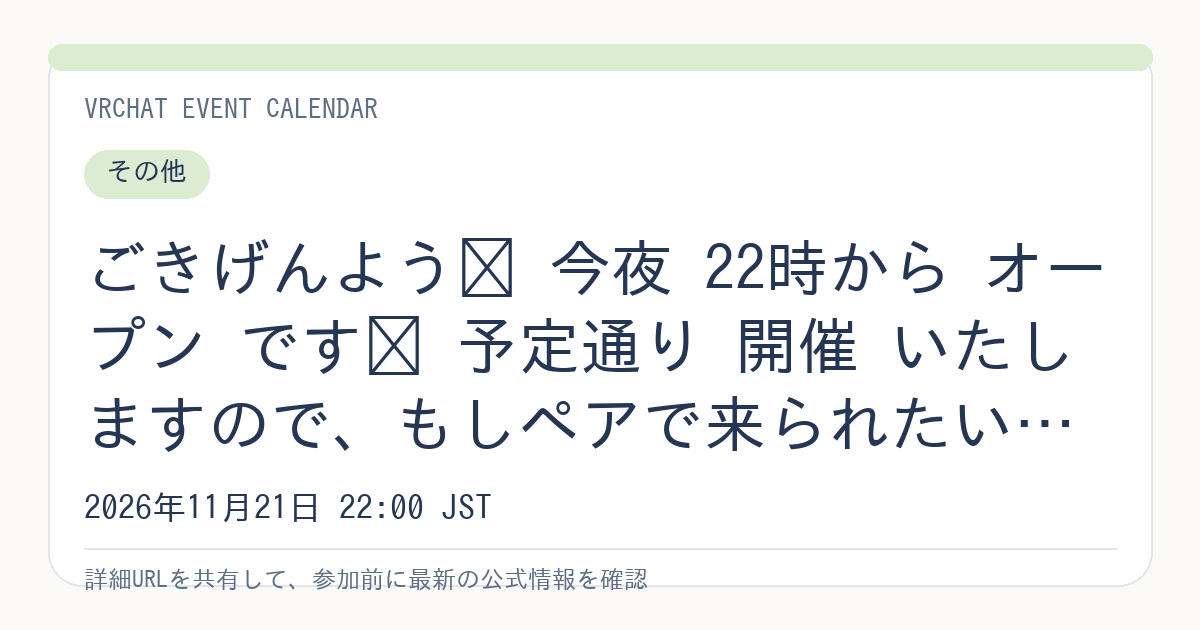 VRCHAT EVENT CALENDAR
その他
ごきげんよう 今夜 22時から オー
プン です 予定通り 開催 いたし
ますので、もしペアで来られたい…
2026年11月21日 22:00 JST
詳細URLを共有して、参加前に最新の公式情報を確認